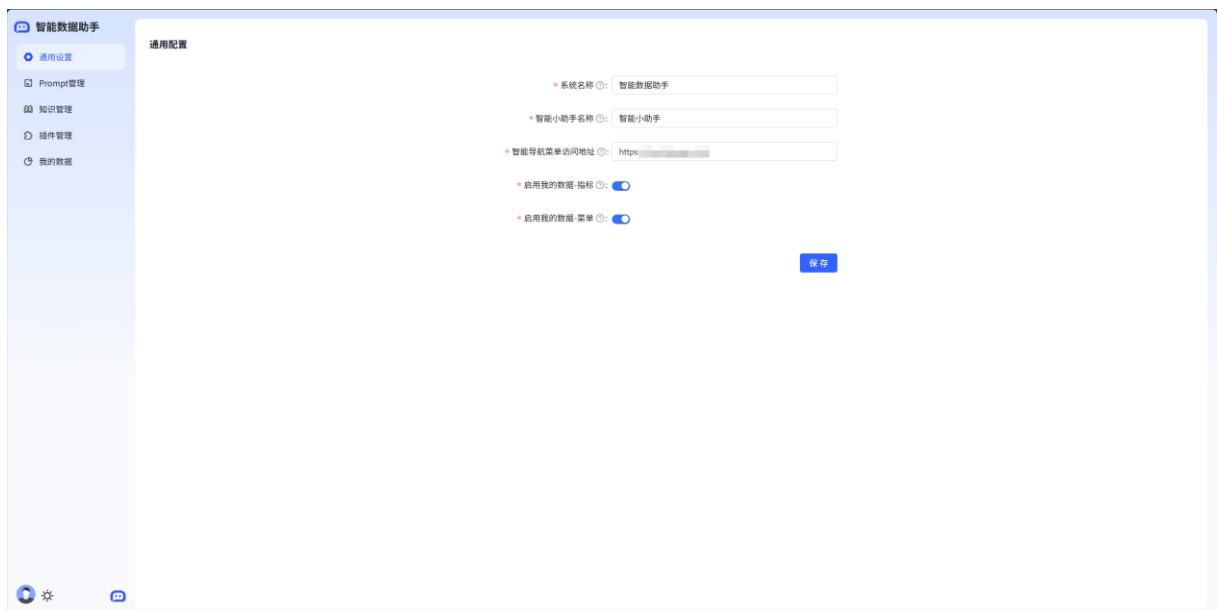 智能数据助手
通用设置
Prompt管理
知识管理
插件管理
我的数据
通用配置
* 系统名称 ?: 智能数据助手
* 智能小助手名称 ?: 智能小助手
* 智能导航菜单访问地址 ?: https
* 启用我的数据-指标 ?:
* 启用我的数据-菜单 ?:
保 存